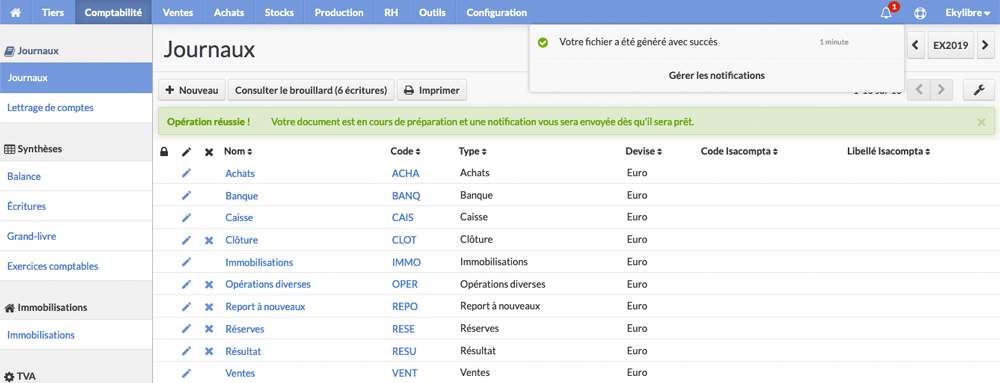 Tiers Comptabilité Ventes Achats Stocks Production RH Outils Configuration 1 Ekylibre
Journaux
Journaux
Lettrage de comptes
Synthèses
Balance
Écritures
Grand-livre
Exercices comptables
Immobilisations
Immobilisations
TVA
Journaux
Votre fichier a été généré avec succès 1 minute
Gérer les notifications
EX2019
Nouveau Consulter le brouillard (6 écritures) Imprimer
Opération réussie ! Votre document est en cours de préparation et une notification vous sera envoyée dès qu'il sera prêt.
Nom Code Type Devise Code Isacompta Libellé Isacompta
Achats ACHA Achats Euro
Banque BANQ Banque Euro
Caisse CAIS Caisse Euro
Clôture CLOT Clôture Euro
Immobilisations IMMO Immobilisations Euro
Opérations diverses OPER Opérations diverses Euro
Report à nouveaux REPO Report à nouveaux Euro
Réserves RESE Réserves Euro
Résultat RESU Résultat Euro
Ventes VENT Ventes Euro